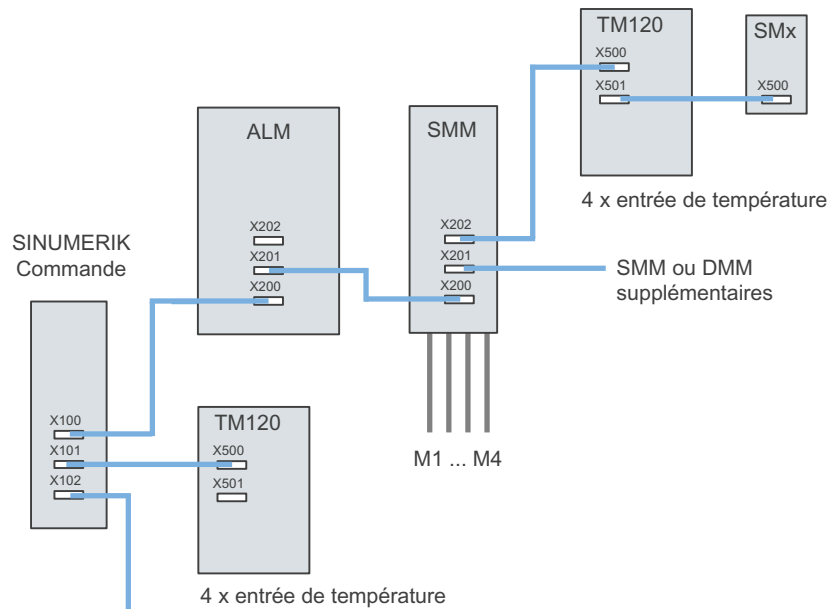 TM120
X500
X501
SMx
X500
4 x entrée de température
ALM
X202
X201
X200
SMM
X202
X201
X200
SMM ou DMM
supplémentaires
M1 ... M4
SINUMERIK
Commande
X100
X101
X102
TM120
X500
X501
4 x entrée de température